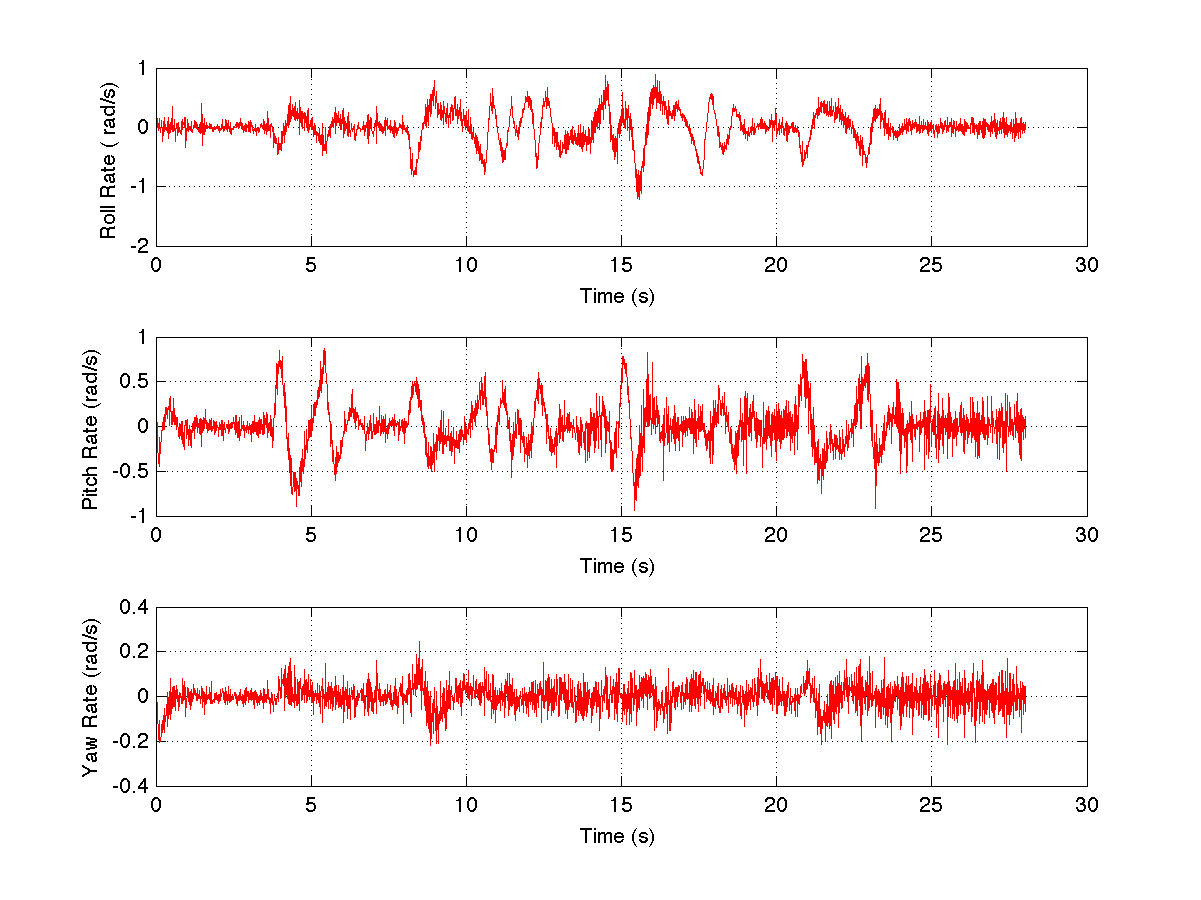 Roll Rate ( rad/s)
1
0
-1
-2
0 5 10 15 20 25 30
Time (s)
Pitch Rate (rad/s)
1
0.5
0
-0.5
-1
0 5 10 15 20 25 30
Time (s)
Yaw Rate (rad/s)
0.4
0.2
0
-0.2
-0.4
0 5 10 15 20 25 30
Time (s)